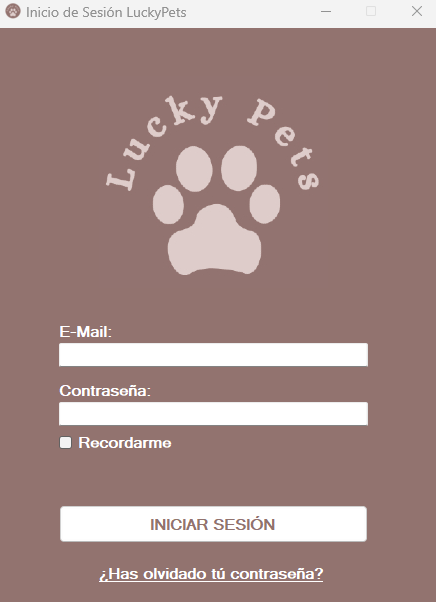 Inicio de Sesión LuckyPets
Lucky Pets
E-Mail:
Contraseña:
Recordarme
INICIAR SESIÓN
¿Has olvidado tú contraseña?